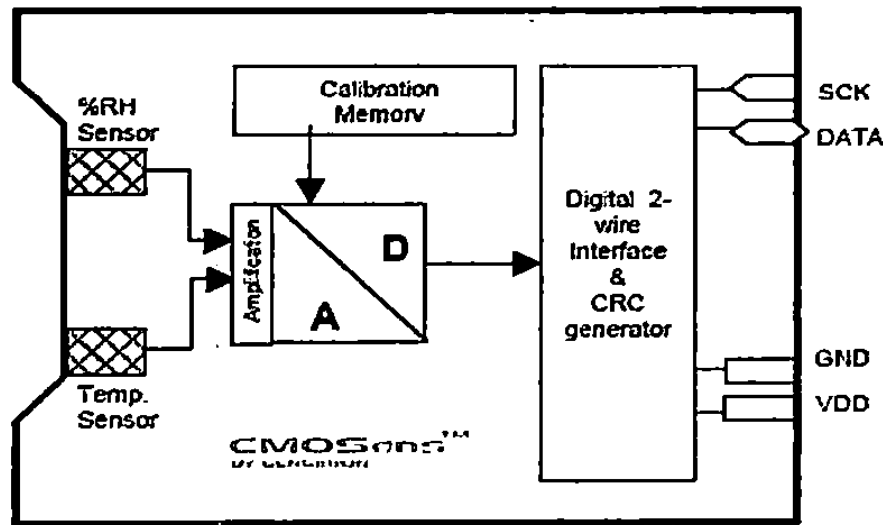 %RH
Sensor
Calibration
Memory
SCK
DATA
Amplification
D
A
Digital 2-
wire
Interface
&
CRC
generator
GND
VDD
Temp.
Sensor
CMOSens™